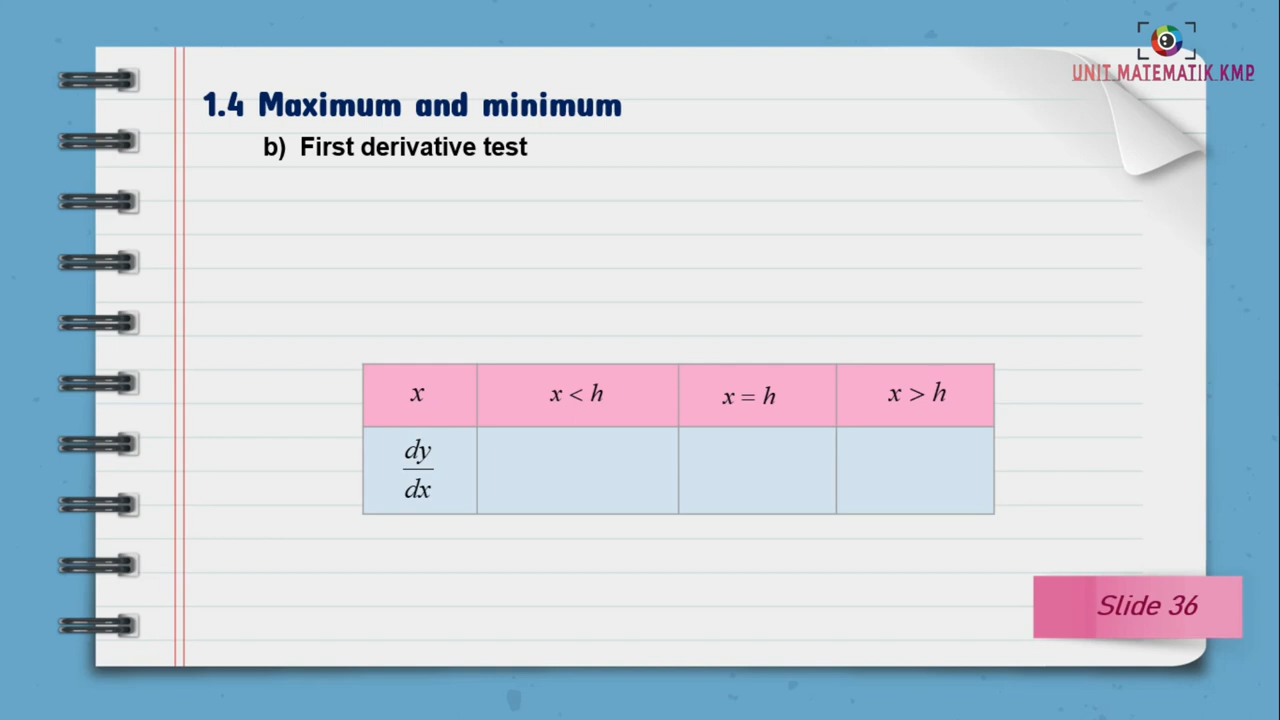 UNIT MATEMATIK KMP
1.4 Maximum and minimum
b) First derivative test
x x < h x = h x > h
dy
dx
Slide 36